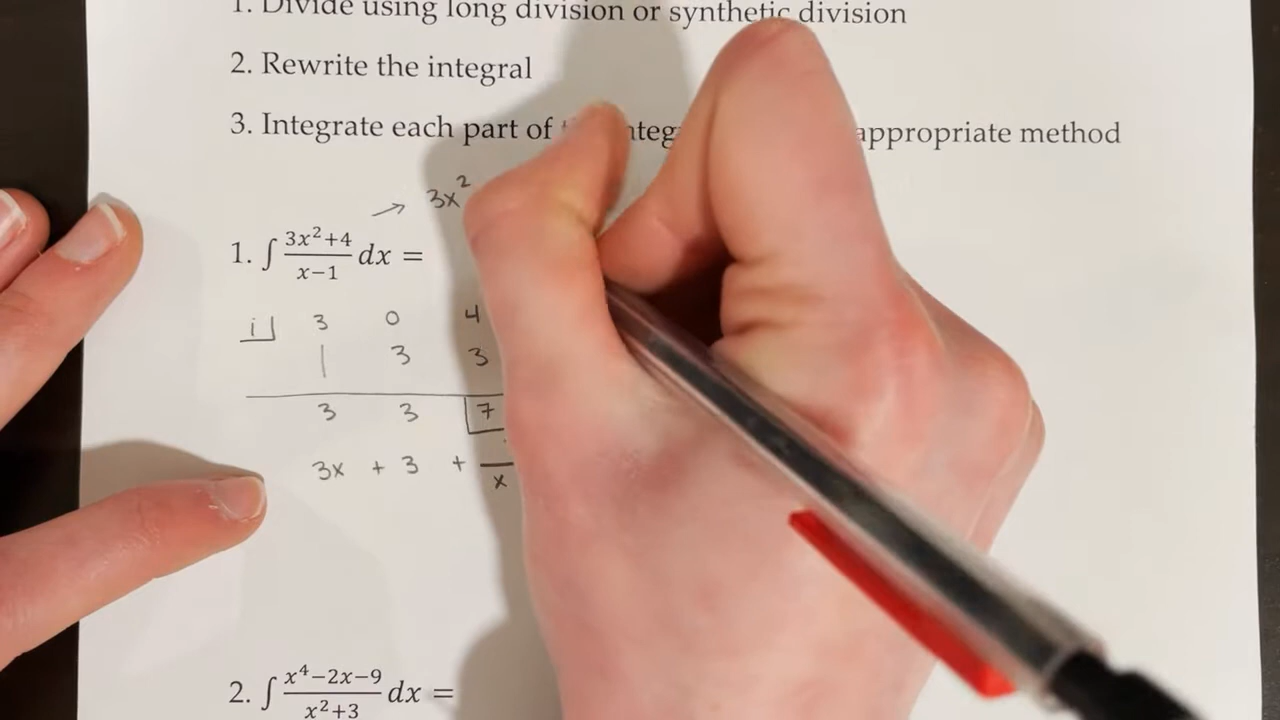 1. Divide using long division or synthetic division
2. Rewrite the integral
3. Integrate each part of appropriate method
→ 3x²
1. ∫ (3x²+4)/(x−1) dx =
1 3 0 4
3 3
3 3 7
3x + 3 + —
x
2. ∫ (x⁴−2x−9)/(x²+3) dx =